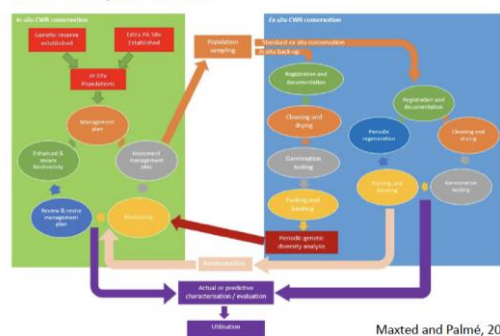 In situ CWR conservation
Genetic reserve
established
Extra PA Site
Established
In situ
Populations
Management
plan
Enhanced &
secure
biodiversity
Implement
management
plan
Review & revise
management
plan
Monitoring
Population
sampling
Ex situ CWR conservation
Standard ex situ conservation
In situ back-up
Registration and
documentation
Cleaning and
drying
Germination
testing
Packing and
banking
Periodic genetic
diversity analysis
Registration and
documentation
Periodic
regeneration
Cleaning and
drying
Packing and
banking
Germination
testing
Actual or predictive
characterisation / evaluation
Utilisation
Maxted and Palmé, 20